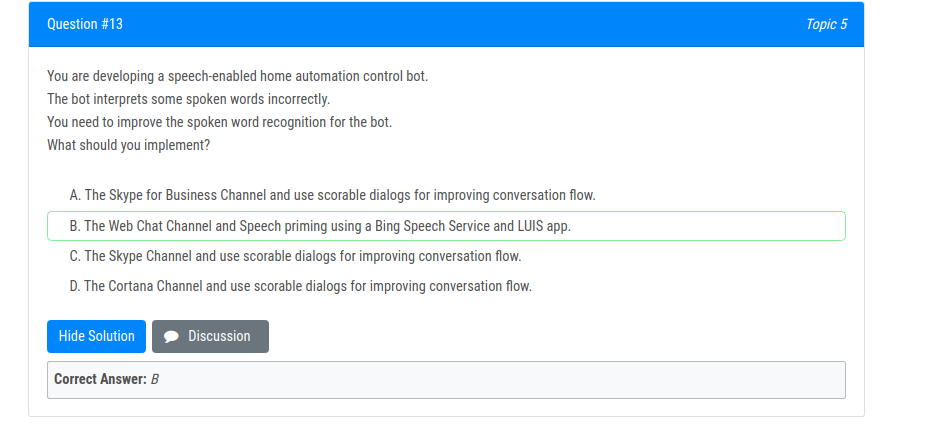 Question #13
Topic 5
You are developing a speech-enabled home automation control bot.
The bot interprets some spoken words incorrectly.
You need to improve the spoken word recognition for the bot.
What should you implement?
A. The Skype for Business Channel and use scorable dialogs for improving conversation flow.
B. The Web Chat Channel and Speech priming using a Bing Speech Service and LUIS app.
C. The Skype Channel and use scorable dialogs for improving conversation flow.
D. The Cortana Channel and use scorable dialogs for improving conversation flow.
Hide Solution
Discussion
Correct Answer: B